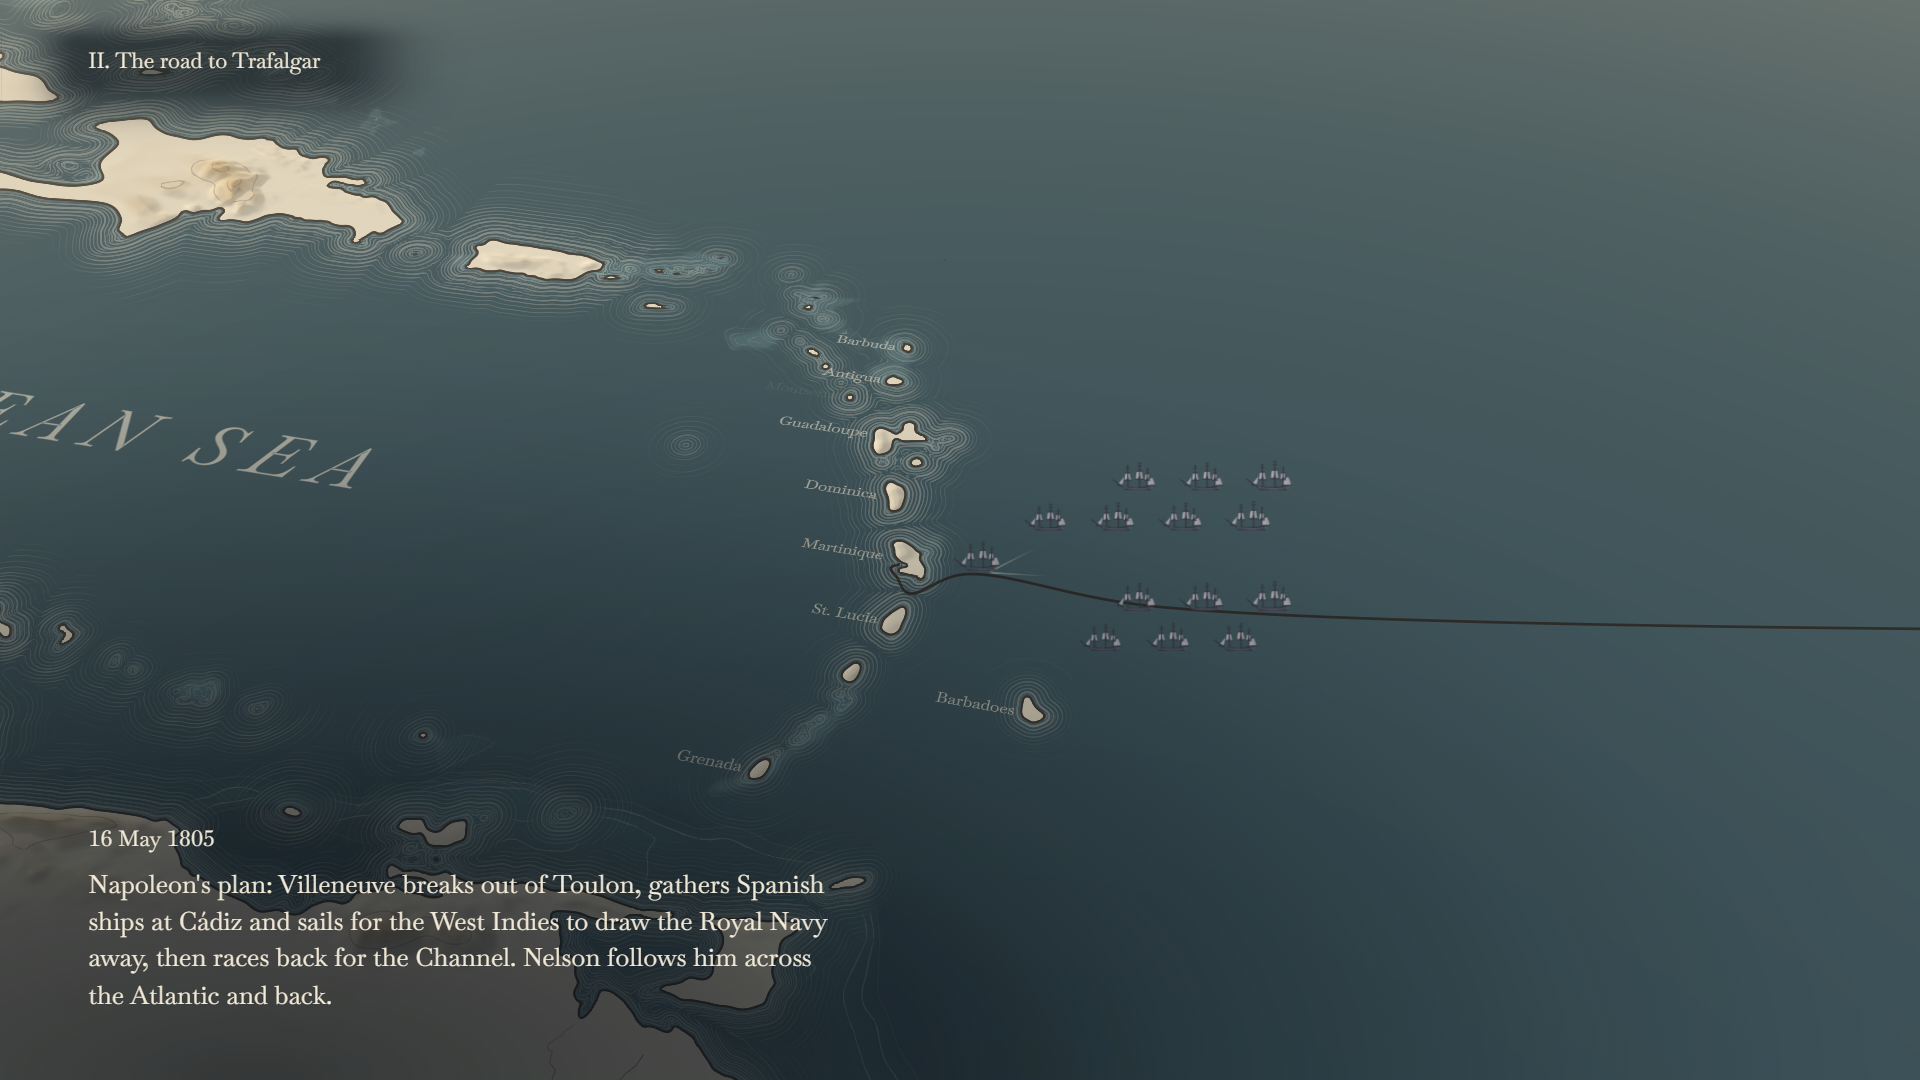 II. The road to Trafalgar
Barbuda
Antigua
Guadaloupe
EAN SEA
Dominica
Martinique
St. Lucia
Barbadoes
Grenada
16 May 1805
Napoleon's plan: Villeneuve breaks out of Toulon, gathers Spanish
ships at Cádiz and sails for the West Indies to draw the Royal Navy
away, then races back for the Channel. Nelson follows him across
the Atlantic and back.